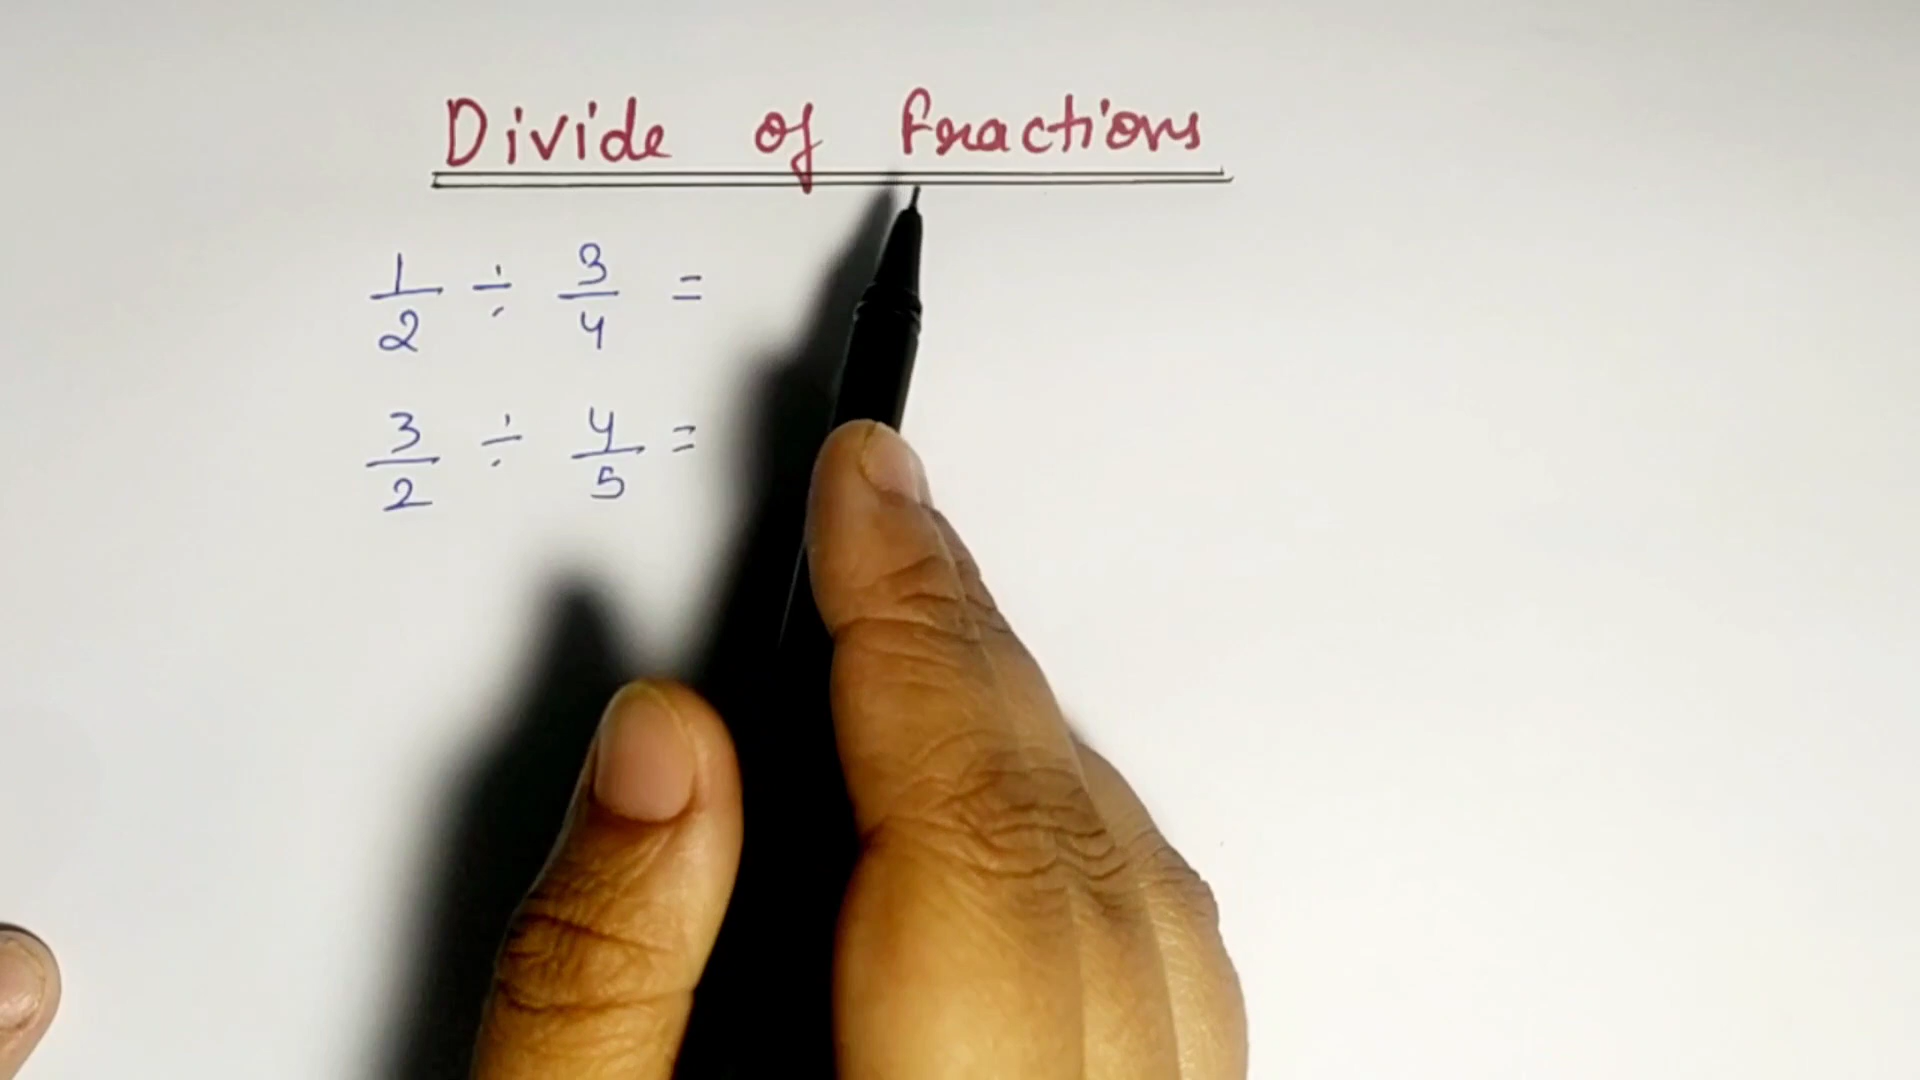 Divide of fractions
1/2 ÷ 3/4 =
3/2 ÷ 4/5 =